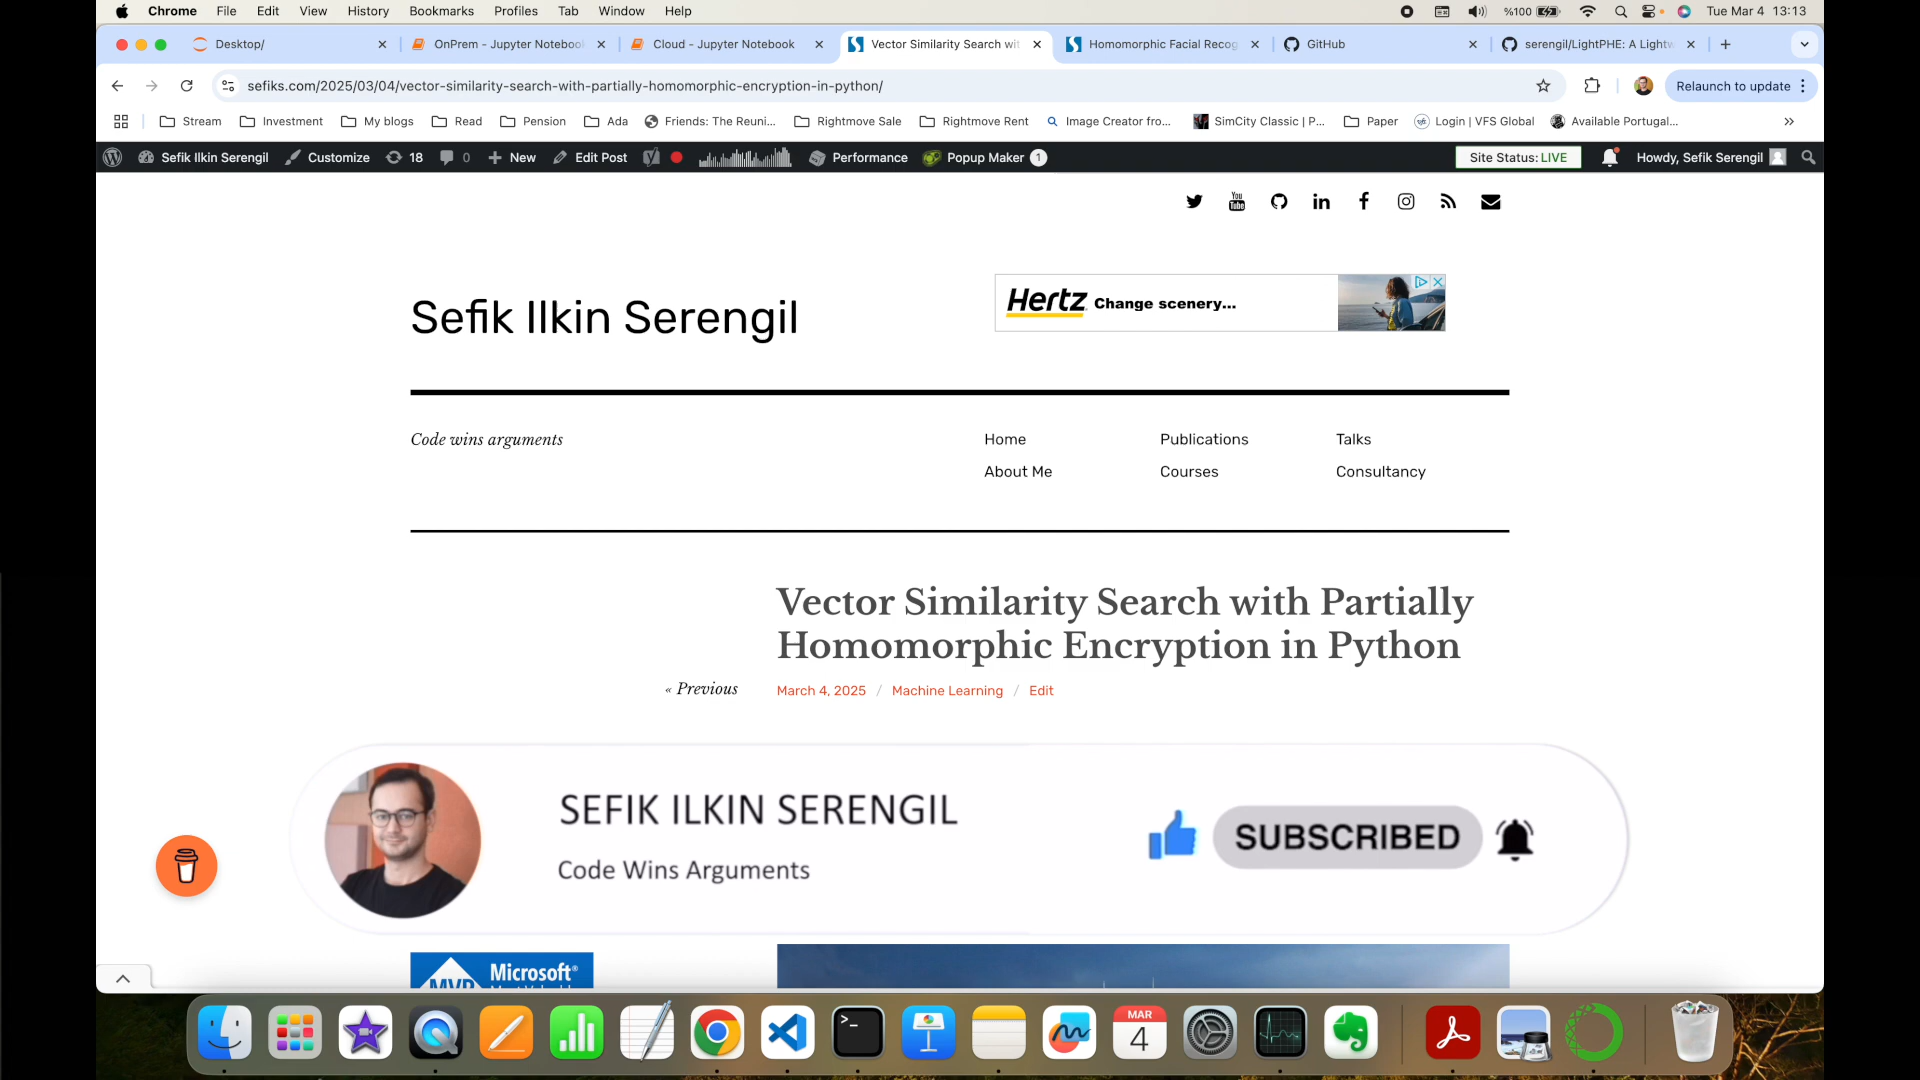 Chrome File Edit View History Bookmarks Profiles Tab Window Help
%100 Tue Mar 4 13:13
Desktop/
OnPrem - Jupyter Noteboo
Cloud - Jupyter Notebook
Vector Similarity Search wit
Homomorphic Facial Recog
GitHub
serengil/LightPHE: A Lightw
sefiks.com/2025/03/04/vector-similarity-search-with-partially-homomorphic-encryption-in-python/
Relaunch to update
Stream Investment My blogs Read Pension Ada Friends: The Reuni... Rightmove Sale Rightmove Rent Image Creator fro... SimCity Classic | P... Paper Login | VFS Global Available Portugal...
Sefik Ilkin Serengil Customize 18 0 New Edit Post Performance Popup Maker 1 Site Status: LIVE Howdy, Sefik Serengil
You
Tube
Sefik Ilkin Serengil
Hertz Change scenery...
Code wins arguments
Home Publications Talks
About Me Courses Consultancy
Vector Similarity Search with Partially
Homomorphic Encryption in Python
« Previous
March 4, 2025 / Machine Learning / Edit
SEFIK ILKIN SERENGIL
Code Wins Arguments
SUBSCRIBED
Microsoft®
MAR
4